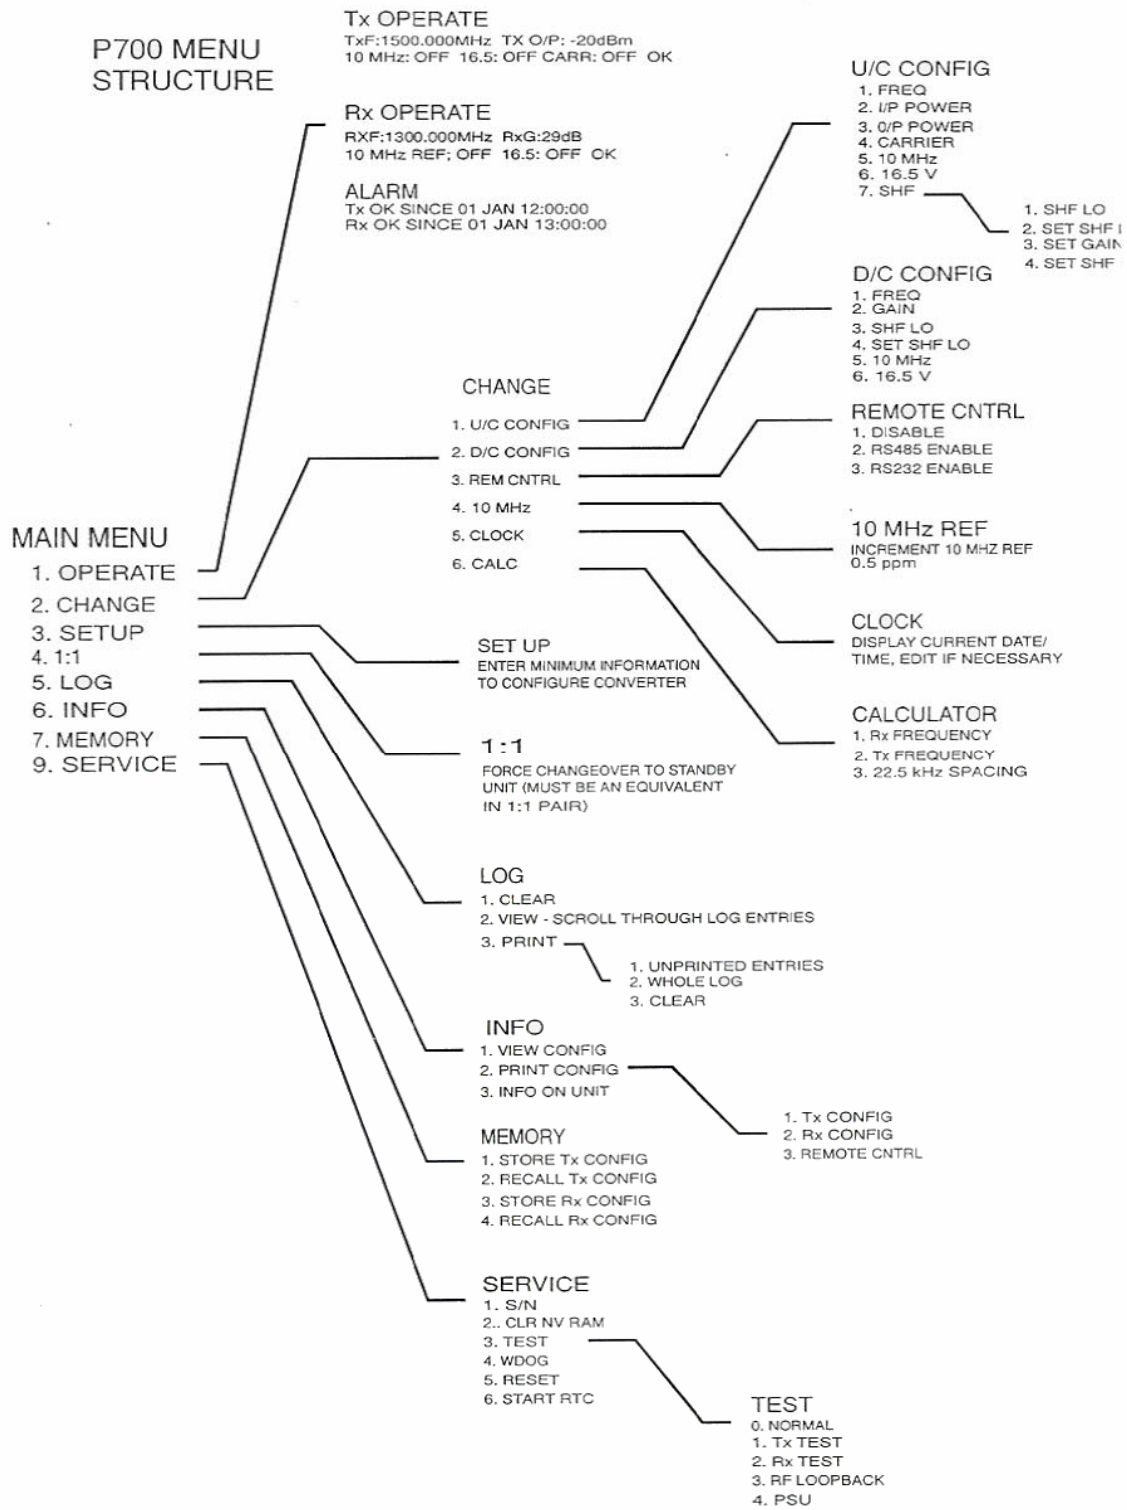 P700 MENU
STRUCTURE
Tx OPERATE
TxF:1500.000MHz TX O/P: -20dBm
10 MHz: OFF 16.5: OFF CARR: OFF OK
Rx OPERATE
RXF:1300.000MHz RxG:29dB
10 MHz REF; OFF 16.5: OFF OK
ALARM
Tx OK SINCE 01 JAN 12:00:00
Rx OK SINCE 01 JAN 13:00:00
U/C CONFIG
1. FREQ
2. I/P POWER
3. 0/P POWER
4. CARRIER
5. 10 MHz
6. 16.5 V
7. SHF
1. SHF LO
2. SET SHF
3. SET GAIN
4. SET SHF
D/C CONFIG
1. FREQ
2. GAIN
3. SHF LO
4. SET SHF LO
5. 10 MHz
6. 16.5 V
CHANGE
1. U/C CONFIG
2. D/C CONFIG
3. REM CNTRL
4. 10 MHz
5. CLOCK
6. CALC
REMOTE CNTRL
1. DISABLE
2. RS485 ENABLE
3. RS232 ENABLE
10 MHz REF
INCREMENT 10 MHZ REF
0.5 ppm
CLOCK
DISPLAY CURRENT DATE/
TIME, EDIT IF NECESSARY
CALCULATOR
1. Rx FREQUENCY
2. Tx FREQUENCY
3. 22.5 kHz SPACING
MAIN MENU
1. OPERATE
2. CHANGE
3. SETUP
4. 1:1
5. LOG
6. INFO
7. MEMORY
9. SERVICE
SET UP
ENTER MINIMUM INFORMATION
TO CONFIGURE CONVERTER
1:1
FORCE CHANGEOVER TO STANDBY
UNIT (MUST BE AN EQUIVALENT
IN 1:1 PAIR)
LOG
1. CLEAR
2. VIEW - SCROLL THROUGH LOG ENTRIES
3. PRINT
1. UNPRINTED ENTRIES
2. WHOLE LOG
3. CLEAR
INFO
1. VIEW CONFIG
2. PRINT CONFIG
3. INFO ON UNIT
1. Tx CONFIG
2. Rx CONFIG
3. REMOTE CNTRL
MEMORY
1. STORE Tx CONFIG
2. RECALL Tx CONFIG
3. STORE Rx CONFIG
4. RECALL Rx CONFIG
SERVICE
1. S/N
2.. CLR NV RAM
3. TEST
4. WDOG
5. RESET
6. START RTC
TEST
0. NORMAL
1. Tx TEST
2. Rx TEST
3. RF LOOPBACK
4. PSU